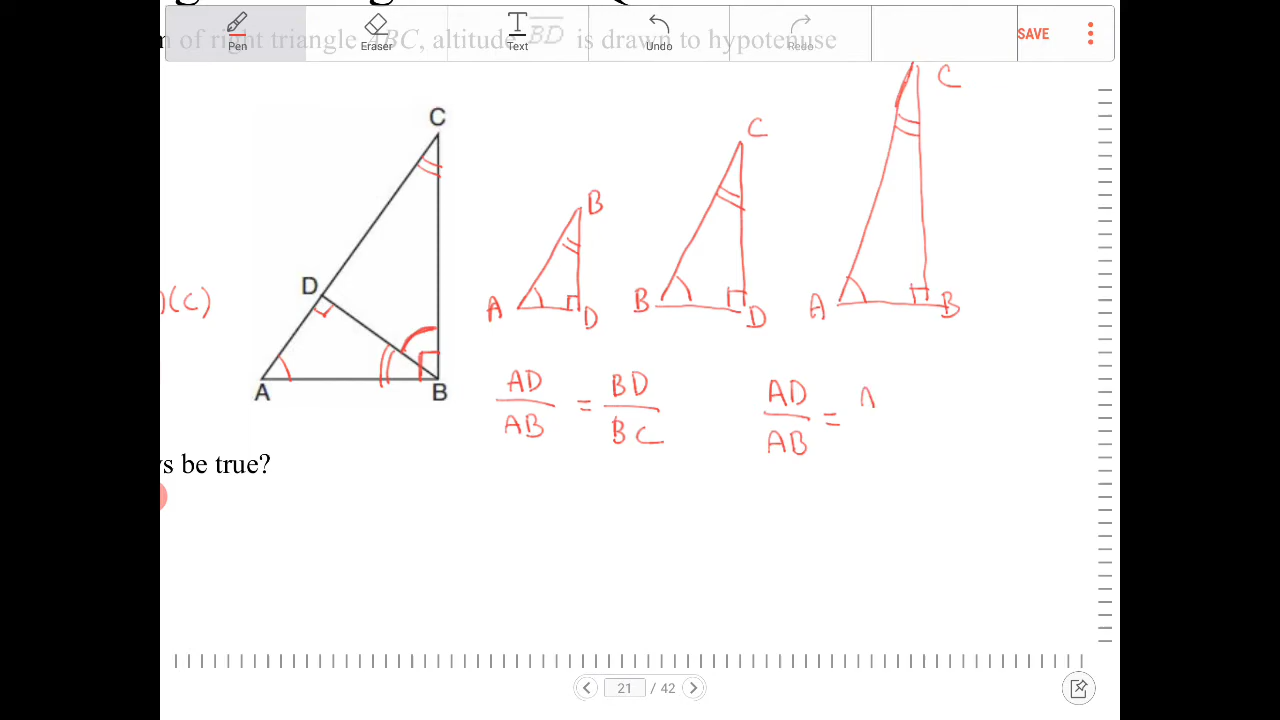 Pen
Eraser
Text
Undo
Redo
SAVE
of right triangle ABC, altitude BD is drawn to hypotenuse
C
D
A
B
)(C)
B
A
D
C
B
D
C
A
B
AD/AB = BD/BC
AD/AB =
be true?
21 / 42